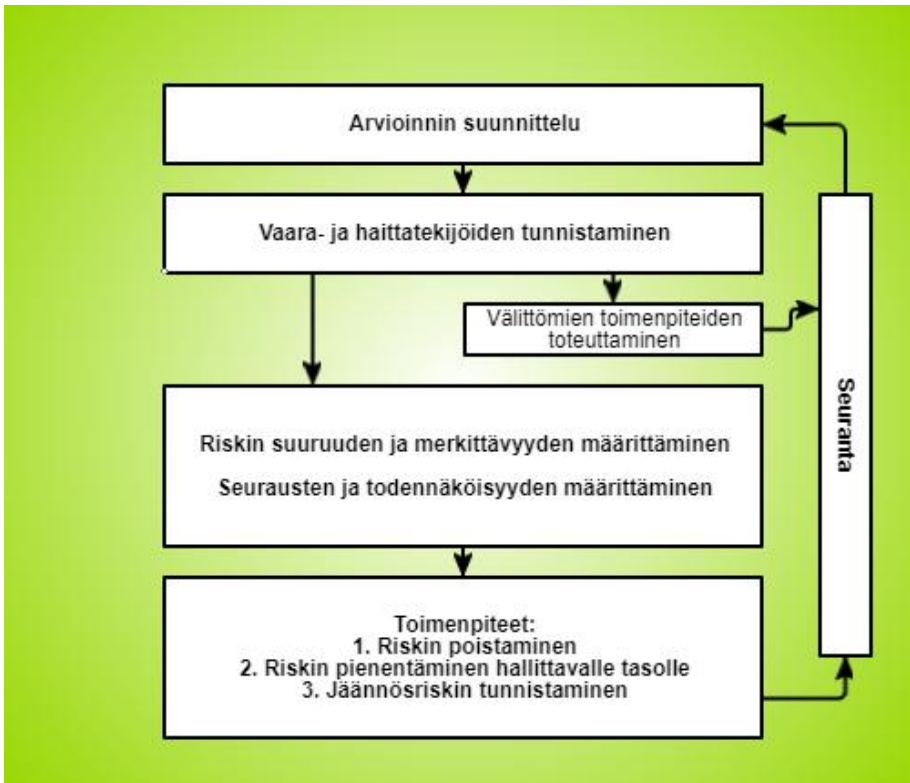 Arvioinnin suunnittelu
Vaara- ja haittatekijöiden tunnistaminen
Välittömien toimenpiteiden
toteuttaminen
Riskin suuruuden ja merkittävyyden määrittäminen
Seurausten ja todennäköisyyden määrittäminen
Toimenpiteet:
1. Riskin poistaminen
2. Riskin pienentäminen hallittavalle tasolle
3. Jäännösriskin tunnistaminen
Seuranta